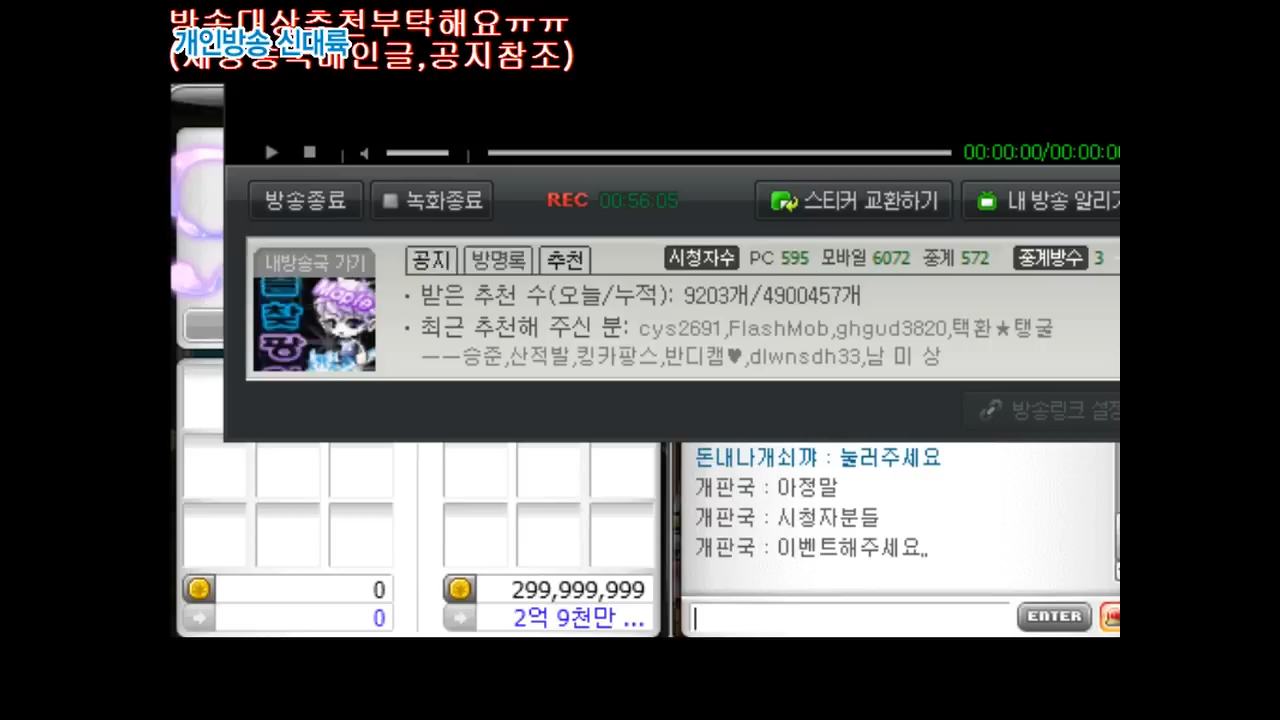 방송대상추천부탁해요ㅠㅠ
개인방송 신대륙
인글,공지참조)
00:00:00/00:00:0
방송종료
녹화종료
REC 00:56:05
스티커 교환하기
내 방송 알리기
내방송국 가기
공지 방명록 추천
시청자수 PC 595 모바일 6072 중계 572 중계방수 3
· 받은 추천 수(오늘/누적): 9203개/4900457개
· 최근 추천해 주신 분: cys2691,FlashMob,ghgud3820,택환★탱굴
ㅡㅡ승준,산적발,킹카팡스,반디캠♥,dlwnsdh33,남 미 상
Maple
방송링크 설정
돈내나개쇠꺄 : 눌러주세요
개판국 : 아정말
개판국 : 시청자분들
개판국 : 이벤트해주세요,,
0
299,999,999
0
2억 9천만 ...
ENTER